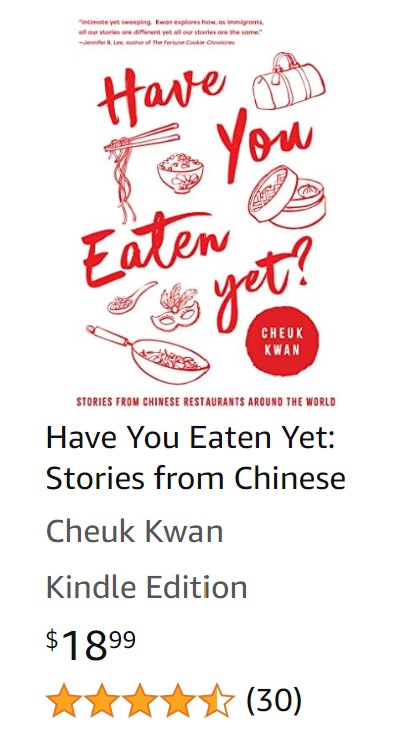 "Intimate yet sweeping. Kwan explores how, as immigrants,
all our stories are different yet all our stories are the same."
—Jennifer 8. Lee, author of The Fortune Cookie Chronicles
Have
You
Eaten
yet?
CHEUK
KWAN
STORIES FROM CHINESE RESTAURANTS AROUND THE WORLD
Have You Eaten Yet:
Stories from Chinese
Cheuk Kwan
Kindle Edition
$1899
(30)